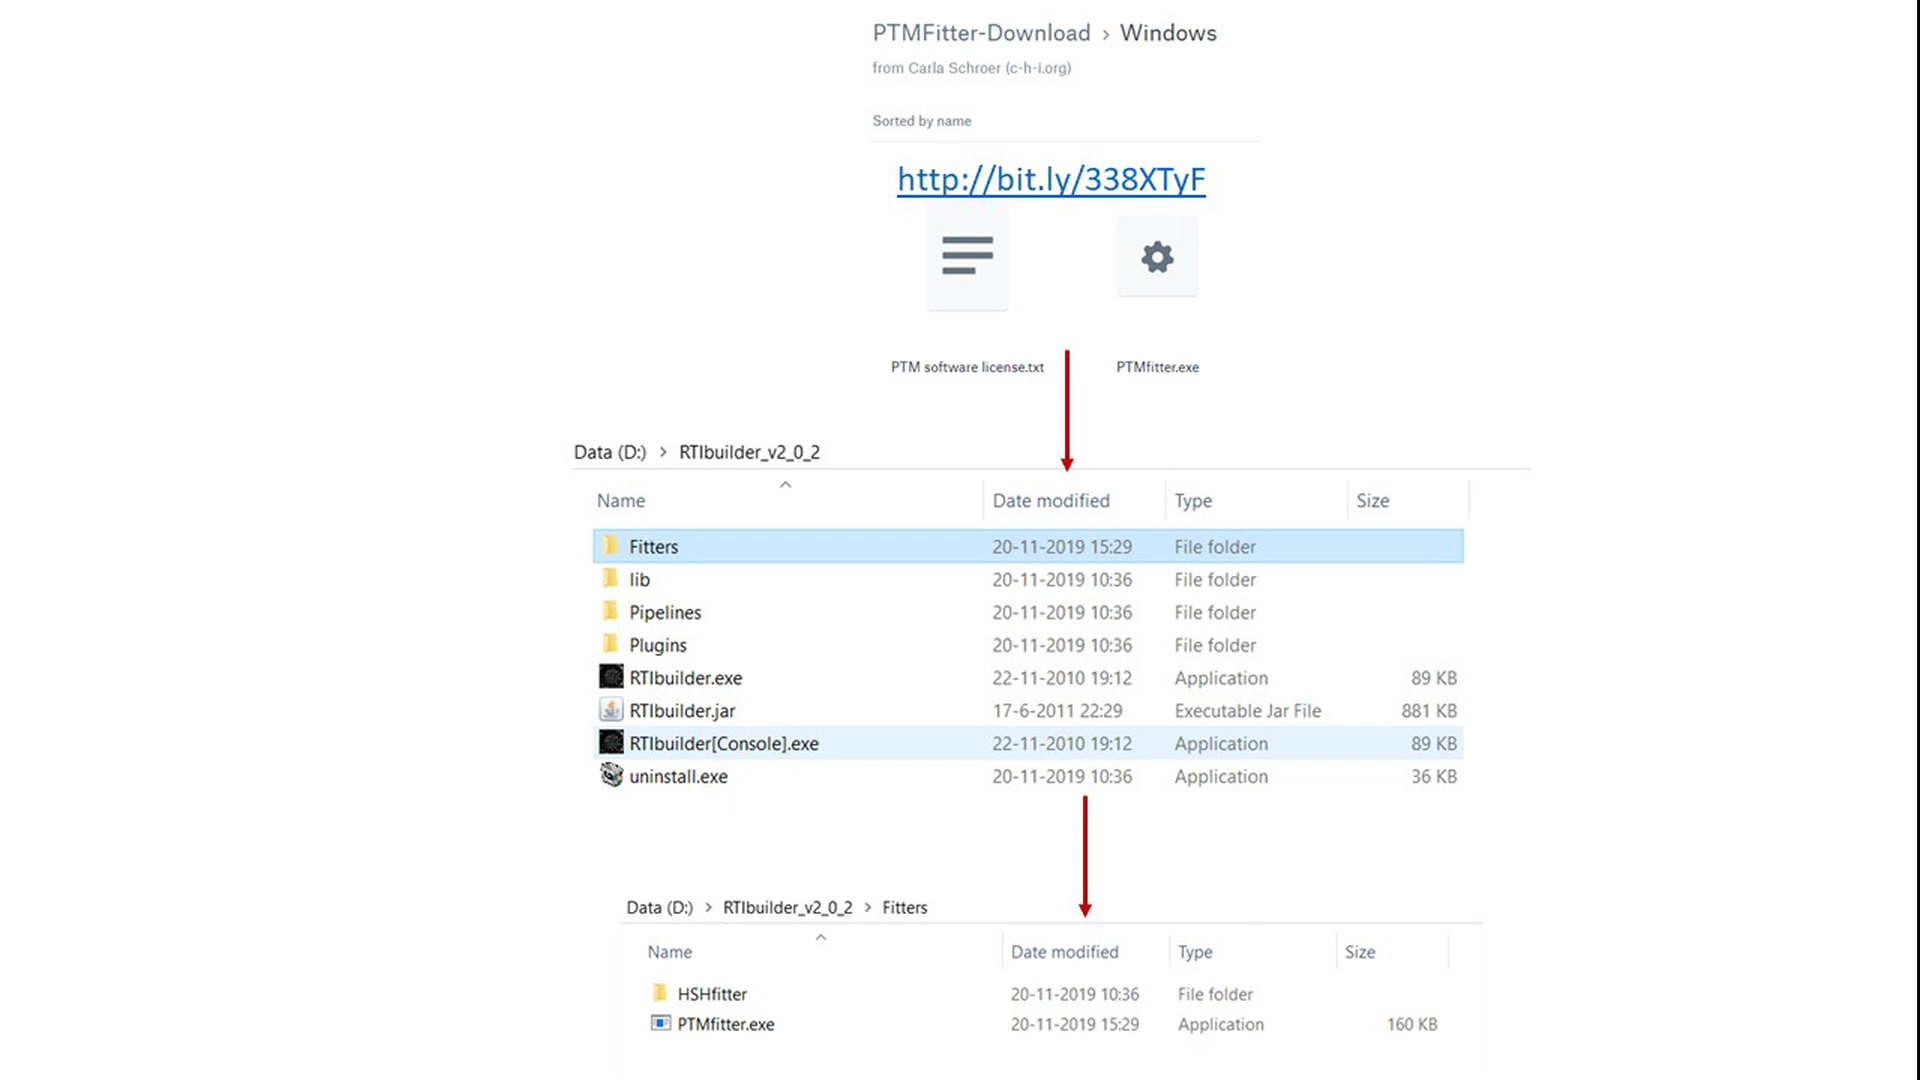 PTMFitter-Download › Windows
from Carla Schroer (c-h-i.org)
Sorted by name
http://bit.ly/338XTyF
PTM software license.txt PTMfitter.exe
Data (D:) > RTIbuilder_v2_0_2
Name Date modified Type Size
Fitters 20-11-2019 15:29 File folder
lib 20-11-2019 10:36 File folder
Pipelines 20-11-2019 10:36 File folder
Plugins 20-11-2019 10:36 File folder
RTIbuilder.exe 22-11-2010 19:12 Application 89 KB
RTIbuilder.jar 17-6-2011 22:29 Executable Jar File 881 KB
RTIbuilder[Console].exe 22-11-2010 19:12 Application 89 KB
uninstall.exe 20-11-2019 10:36 Application 36 KB
Data (D:) > RTIbuilder_v2_0_2 > Fitters
Name Date modified Type Size
HSHfitter 20-11-2019 10:36 File folder
PTMfitter.exe 20-11-2019 15:29 Application 160 KB